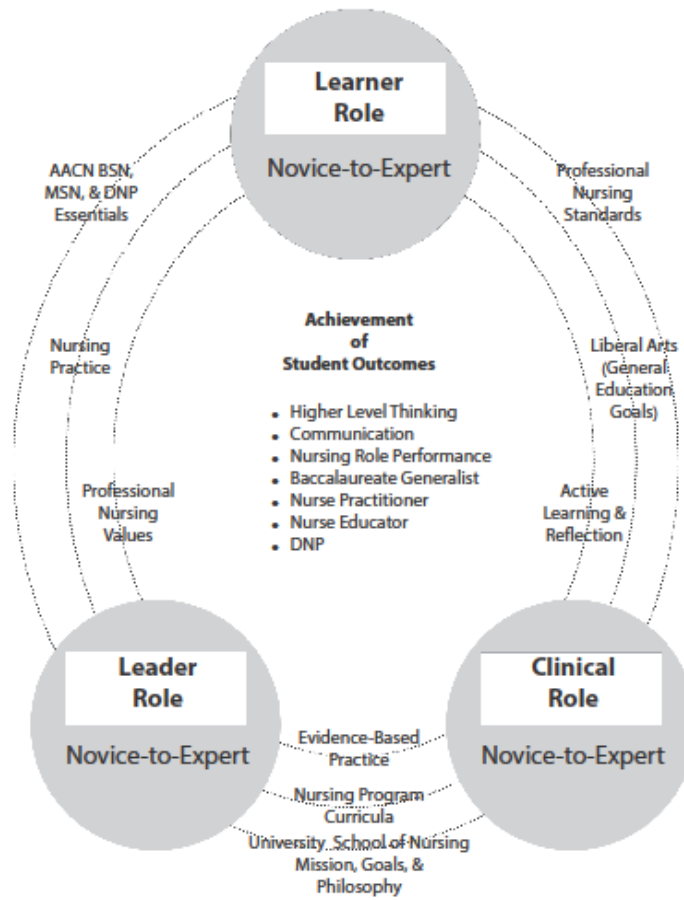 Learner
Role
Novice-to-Expert
AACN BSN,
MSN, & DNP
Essentials
Professional
Nursing
Standards
Nursing
Practice
Achievement
of
Student Outcomes
Liberal Arts
(General
Education
Goals)
• Higher Level Thinking
• Communication
• Nursing Role Performance
• Baccalaureate Generalist
• Nurse Practitioner
• Nurse Educator
• DNP
Professional
Nursing
Values
Active
Learning &
Reflection
Leader
Role
Novice-to-Expert
Clinical
Role
Novice-to-Expert
Evidence-Based
Practice
Nursing Program
Curricula
University School of Nursing
Mission, Goals, &
Philosophy